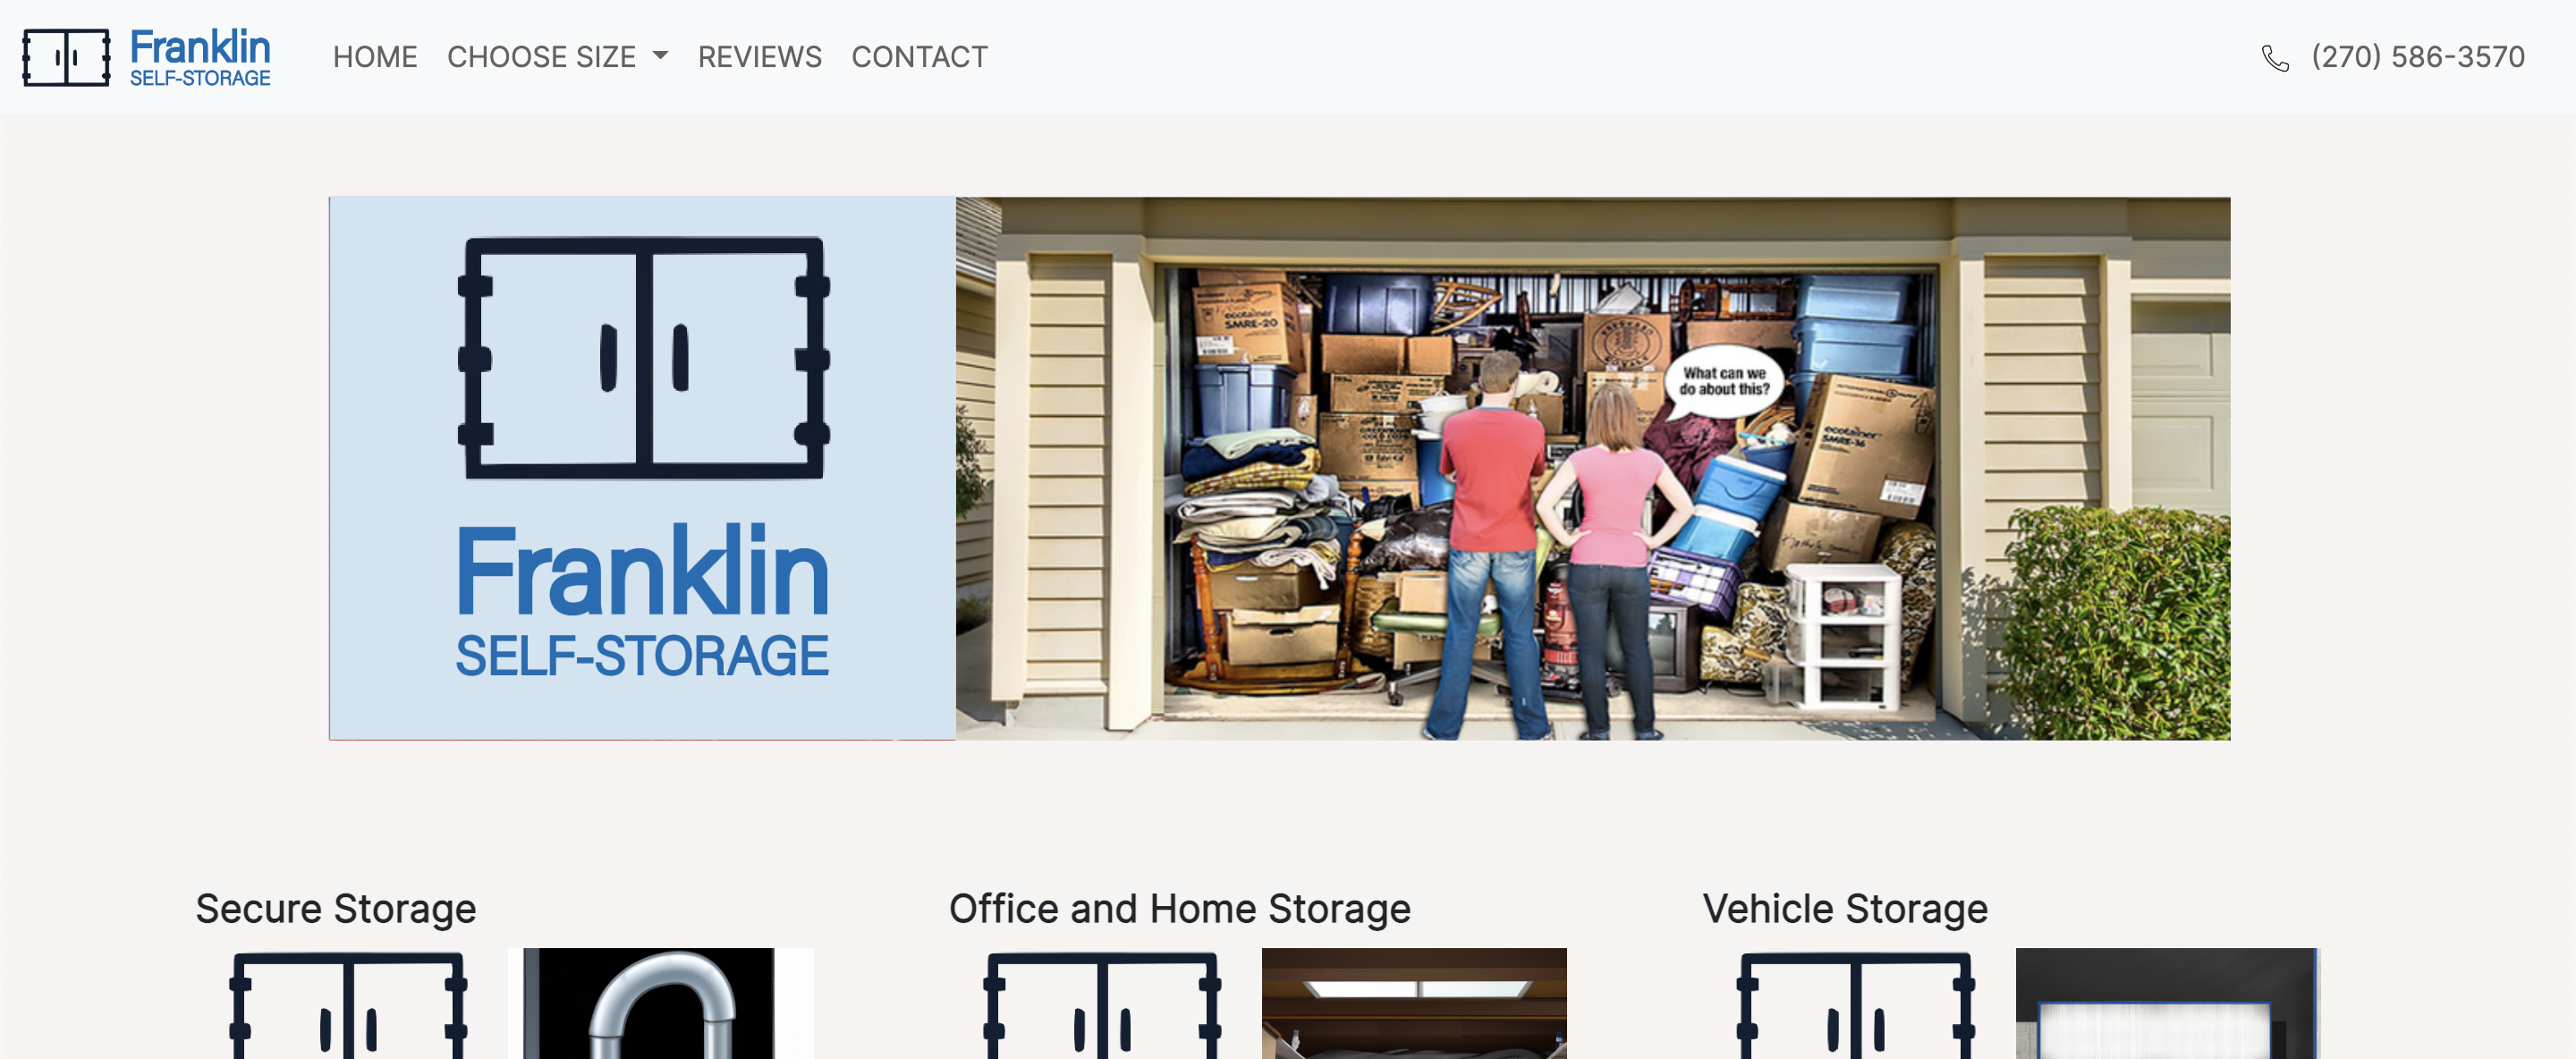 Franklin
SELF-STORAGE
HOME CHOOSE SIZE REVIEWS CONTACT
(270) 586-3570
Franklin
SELF-STORAGE
ecotainer
SMRE-20
What can we
do about this?
ecotainer
SMRE-16
Secure Storage
Office and Home Storage
Vehicle Storage